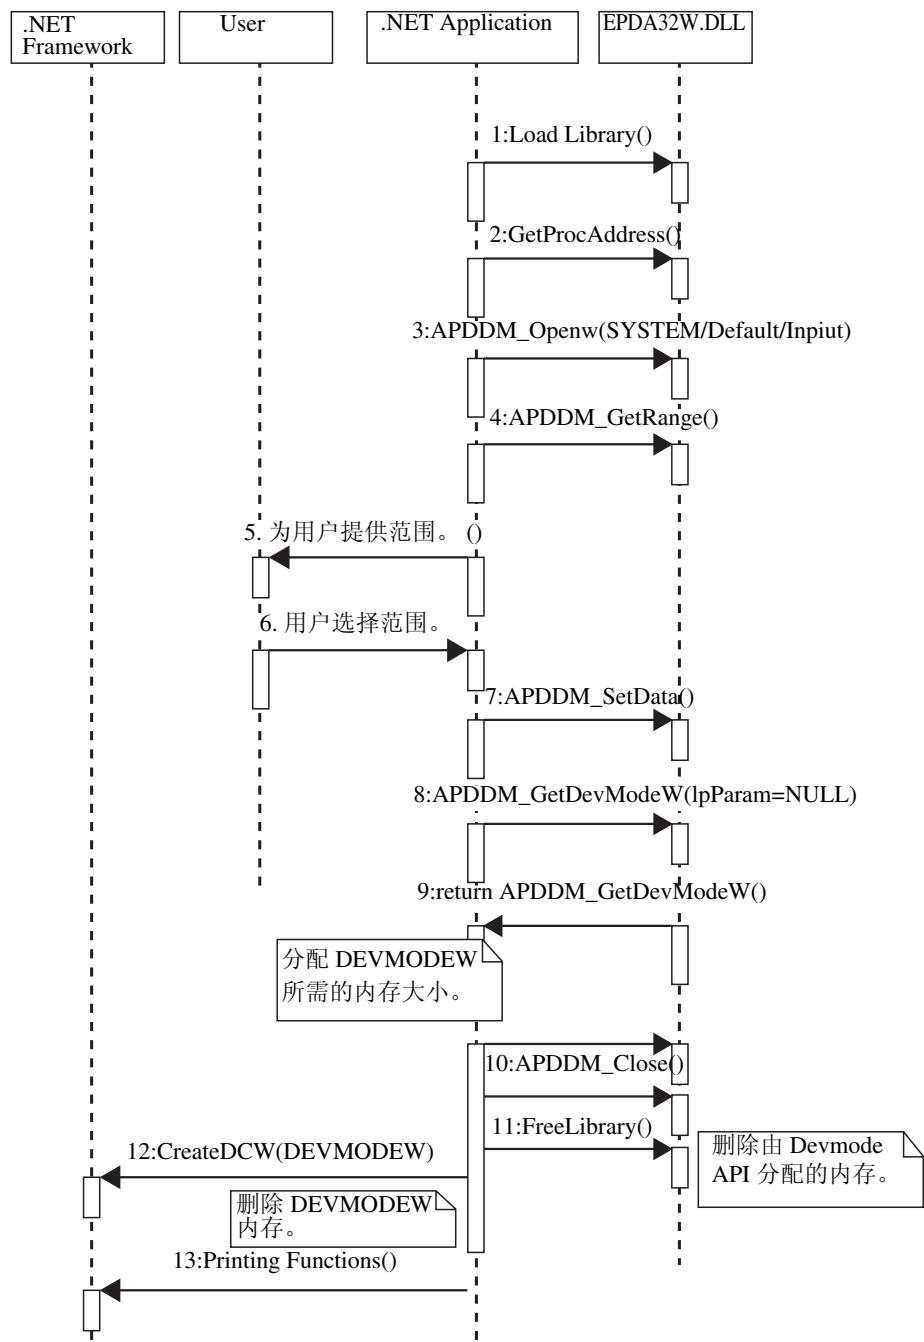 .NET
Framework
User
.NET Application
EPDA32W.DLL
1:Load Library()
2:GetProcAddress()
3:APDDM_Openw(SYSTEM/Default/Inpiut)
4:APDDM_GetRange()
5. 为用户提供范围。 ()
6. 用户选择范围。
7:APDDM_SetData()
8:APDDM_GetDevModeW(lpParam=NULL)
9:return APDDM_GetDevModeW()
分配 DEVMODEW
所需的内存大小。
10:APDDM_Close()
11:FreeLibrary()
删除由 Devmode
API 分配的内存。
12:CreateDCW(DEVMODEW)
删除 DEVMODEW
内存。
13:Printing Functions()